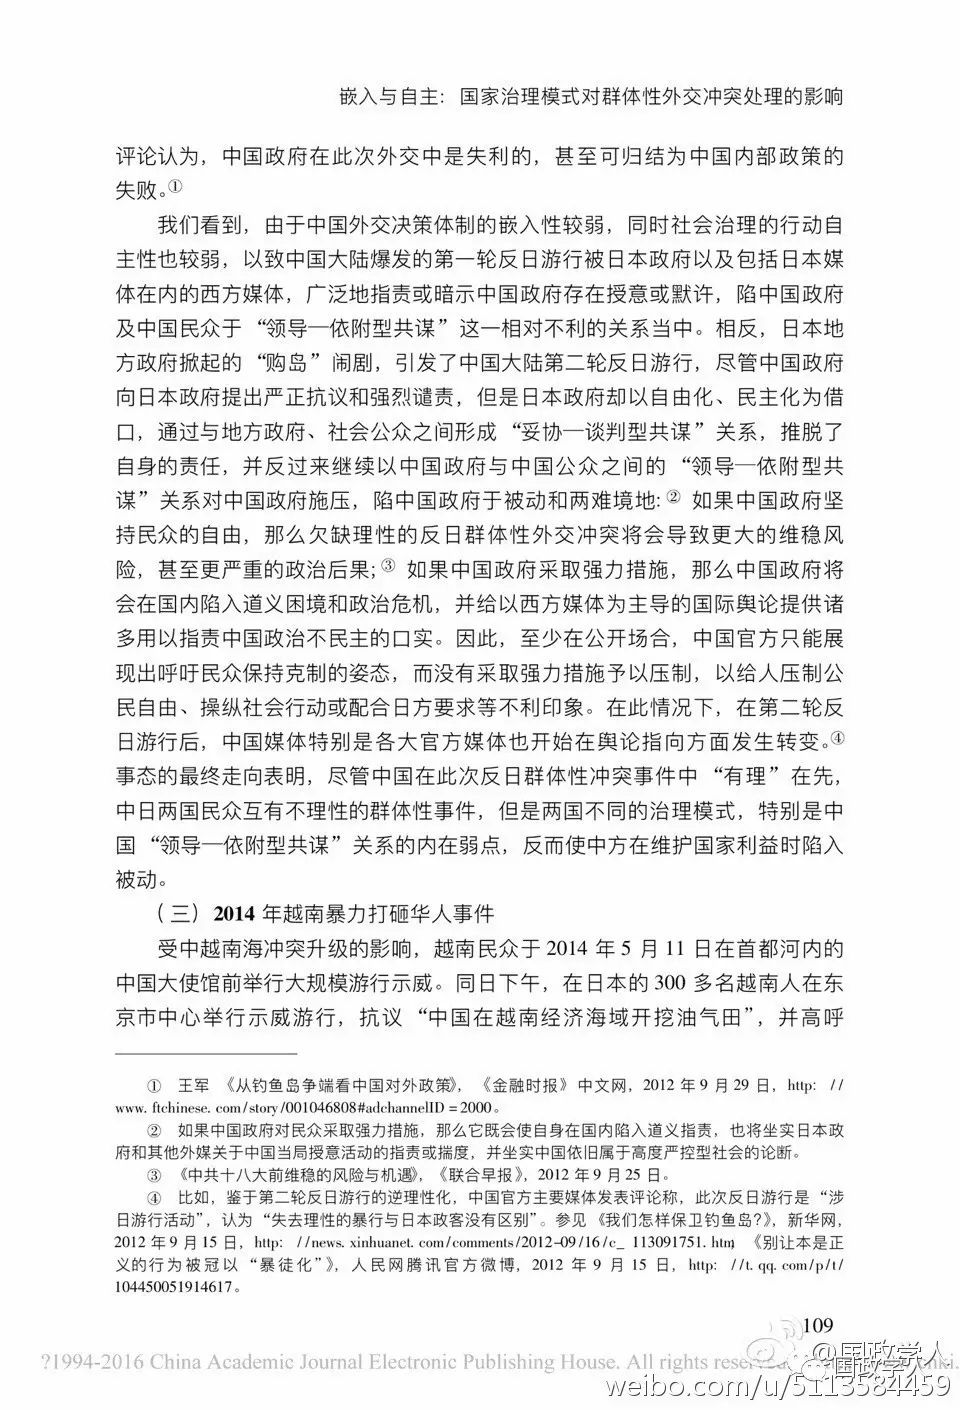 嵌入与自主：国家治理模式对群体性外交冲突处理的影响
评论认为，中国政府在此次外交中是失利的，甚至可归结为中国内部政策的
失败。①
我们看到，由于中国外交决策体制的嵌入性较弱，同时社会治理的行动自
主性也较弱，以致中国大陆爆发的第一轮反日游行被日本政府以及包括日本媒
体在内的西方媒体，广泛地指责或暗示中国政府存在授意或默许，陷中国政府
及中国民众于“领导—依附型共谋”这一相对不利的关系当中。相反，日本地
方政府掀起的“购岛”闹剧，引发了中国大陆第二轮反日游行，尽管中国政府
向日本政府提出严正抗议和强烈谴责，但是日本政府却以自由化、民主化为借
口，通过与地方政府、社会公众之间形成“妥协—谈判型共谋”关系，推脱了
自身的责任，并反过来继续以中国政府与中国公众之间的“领导—依附型共
谋”关系对中国政府施压，陷中国政府于被动和两难境地：② 如果中国政府坚
持民众的自由，那么欠缺理性的反日群体性外交冲突将会导致更大的维稳风
险，甚至更严重的政治后果；③ 如果中国政府采取强力措施，那么中国政府将
会在国内陷入道义困境和政治危机，并给以西方媒体为主导的国际舆论提供诸
多用以指责中国政治不民主的口实。因此，至少在公开场合，中国官方只能展
现出呼吁民众保持克制的姿态，而没有采取强力措施予以压制，以给人压制公
民自由、操纵社会行动或配合日方要求等不利印象。在此情况下，在第二轮反
日游行后，中国媒体特别是各大官方媒体也开始在舆论指向方面发生转变。④
事态的最终走向表明，尽管中国在此次反日群体性冲突事件中“有理”在先，
中日两国民众互有不理性的群体性事件，但是两国不同的治理模式，特别是中
国“领导—依附型共谋”关系的内在弱点，反而使中方在维护国家利益时陷入
被动。
（三）2014 年越南暴力打砸华人事件
受中越南海冲突升级的影响，越南民众于 2014 年 5 月 11 日在首都河内的
中国大使馆前举行大规模游行示威。同日下午，在日本的 300 多名越南人在东
京市中心举行示威游行，抗议“中国在越南经济海域开挖油气田”，并高呼
① 王军 《从钓鱼岛争端看中国对外政策》，《金融时报》中文网，2012 年 9 月 29 日，http: //
www. ftchinese. com/story/001046808#adchannelID = 2000。
② 如果中国政府对民众采取强力措施，那么它既会使自身在国内陷入道义指责，也将坐实日本政
府和其他外媒关于中国当局授意活动的指责或揣度，并坐实中国依旧属于高度严控型社会的论断。
③ 《中共十八大前维稳的风险与机遇》，《联合早报》，2012 年 9 月 25 日。
④ 比如，鉴于第二轮反日游行的逆理性化，中国官方主要媒体发表评论称，此次反日游行是“涉
日游行活动”，认为“失去理性的暴行与日本政客没有区别”。参见《我们怎样保卫钓鱼岛？》，新华网，
2012 年 9 月 15 日，http: //news. xinhuanet. com/comments/2012-09/16/c_ 113091751. htm; 《别让本是正
义的行为被冠以“暴徒化”》，人民网腾讯官方微博，2012 年 9 月 15 日，http: //t. qq. com/p/t/
104450051914617。
109
?1994-2016 China Academic Journal Electronic Publishing House. All rights reserved.
@国政学人
国政学人
weibo.com/u/5113584459